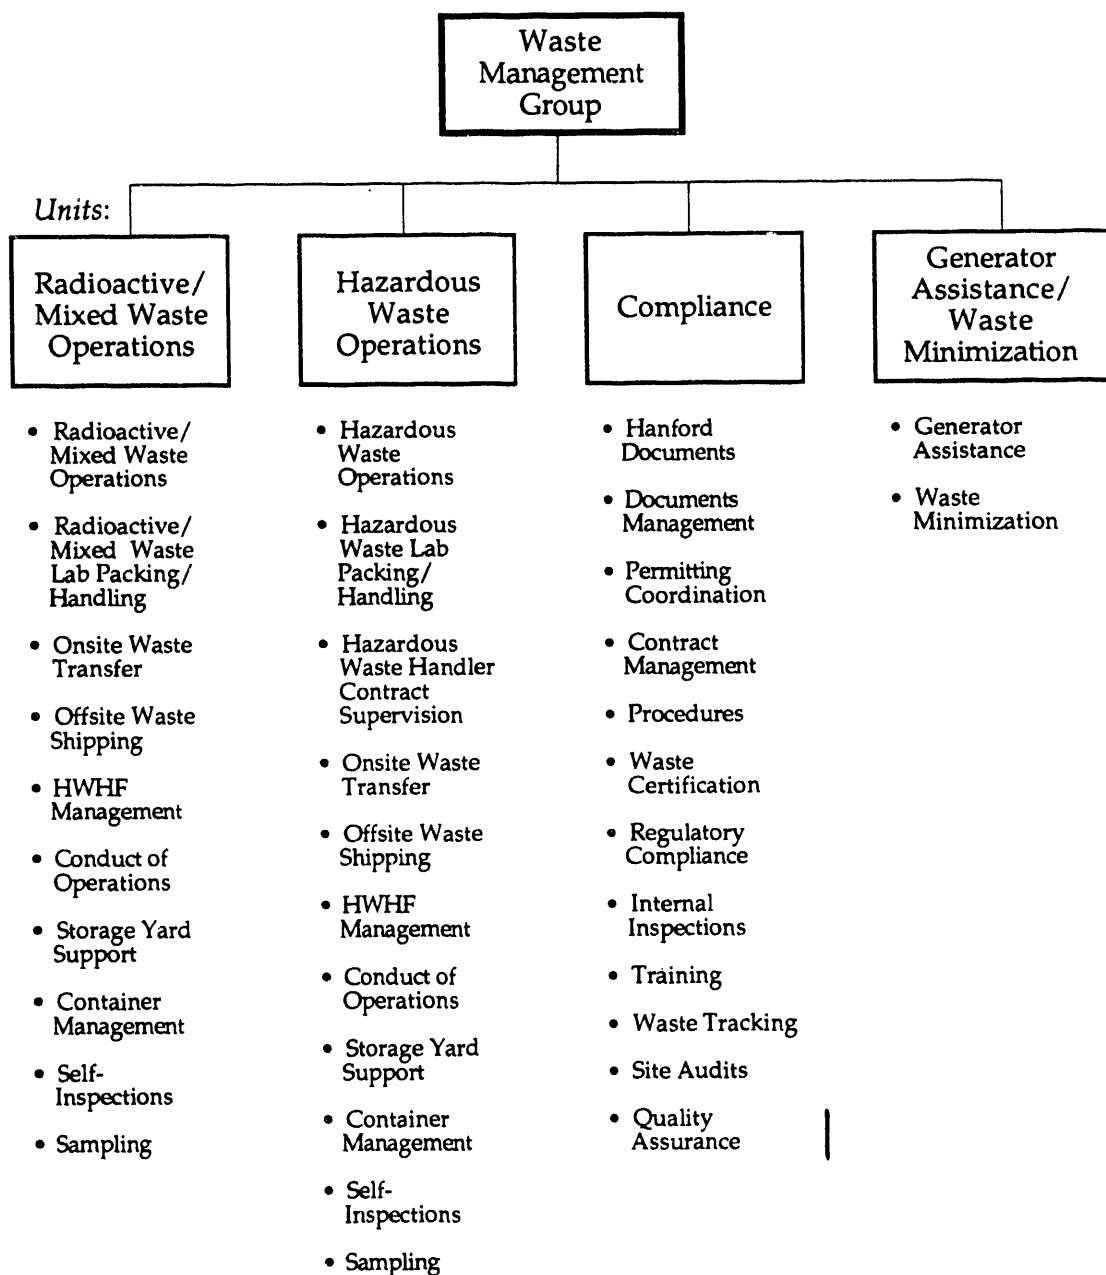 Waste
Management
Group
Units:
Radioactive/
Mixed Waste
Operations
Hazardous
Waste
Operations
Compliance
Generator
Assistance/
Waste
Minimization
• Radioactive/
Mixed Waste
Operations
• Radioactive/
Mixed Waste
Lab Packing/
Handling
• Onsite Waste
Transfer
• Offsite Waste
Shipping
• HWHF
Management
• Conduct of
Operations
• Storage Yard
Support
• Container
Management
• Self-
Inspections
• Sampling
• Hazardous
Waste
Operations
• Hazardous
Waste Lab
Packing/
Handling
• Hazardous
Waste Handler
Contract
Supervision
• Onsite Waste
Transfer
• Offsite Waste
Shipping
• HWHF
Management
• Conduct of
Operations
• Storage Yard
Support
• Container
Management
• Self-
Inspections
• Sampling
• Hanford
Documents
• Documents
Management
• Permitting
Coordination
• Contract
Management
• Procedures
• Waste
Certification
• Regulatory
Compliance
• Internal
Inspections
• Training
• Waste Tracking
• Site Audits
• Quality
Assurance
• Generator
Assistance
• Waste
Minimization